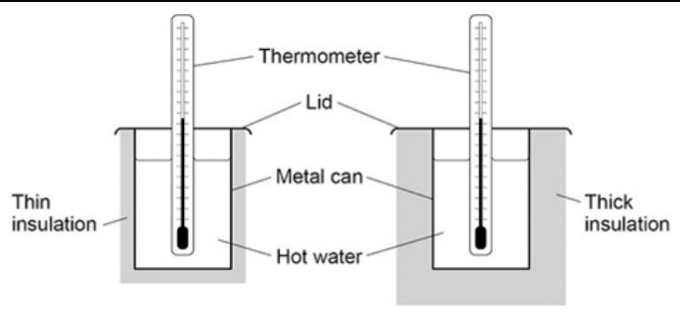 Thermometer
Lid
Metal can
Thin
insulation
Thick
insulation
Hot water